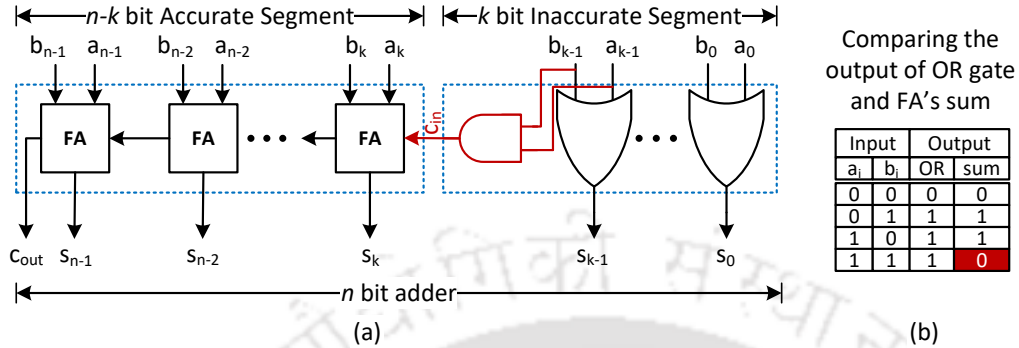 n-k bit Accurate Segment
k bit Inaccurate Segment
bn-1 an-1 bn-2 an-2 bk ak bk-1 ak-1 b0 a0
FA FA FA
cin
cout sn-1 sn-2 sk sk-1 s0
n bit adder
(a)
Comparing the
output of OR gate
and FA's sum
Input Output
ai bi OR sum
0 0 0 0
0 1 1 1
1 0 1 1
1 1 1 0
(b)